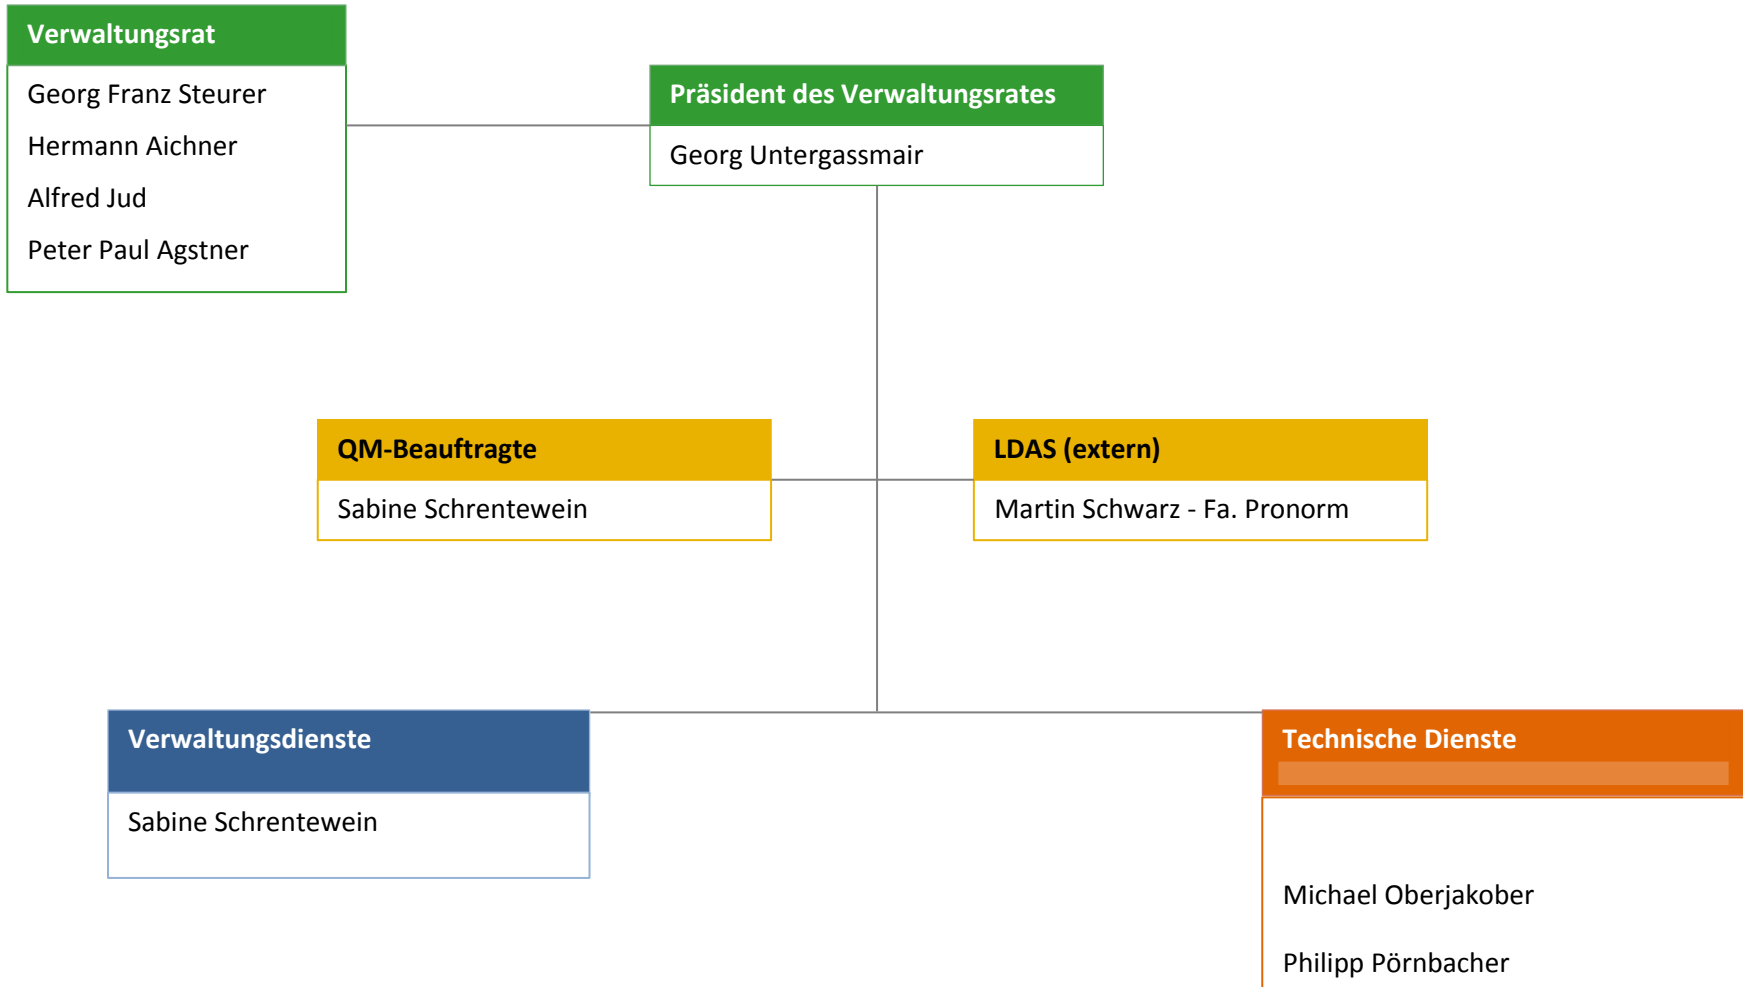 Verwaltungsrat
Georg Franz Steurer
Hermann Aichner
Alfred Jud
Peter Paul Agstner
Präsident des Verwaltungsrates
Georg Untergassmair
QM-Beauftragte
Sabine Schrentewein
LDAS (extern)
Martin Schwarz - Fa. Pronorm
Verwaltungsdienste
Sabine Schrentewein
Technische Dienste
Michael Oberjakober
Philipp Pörnbacher